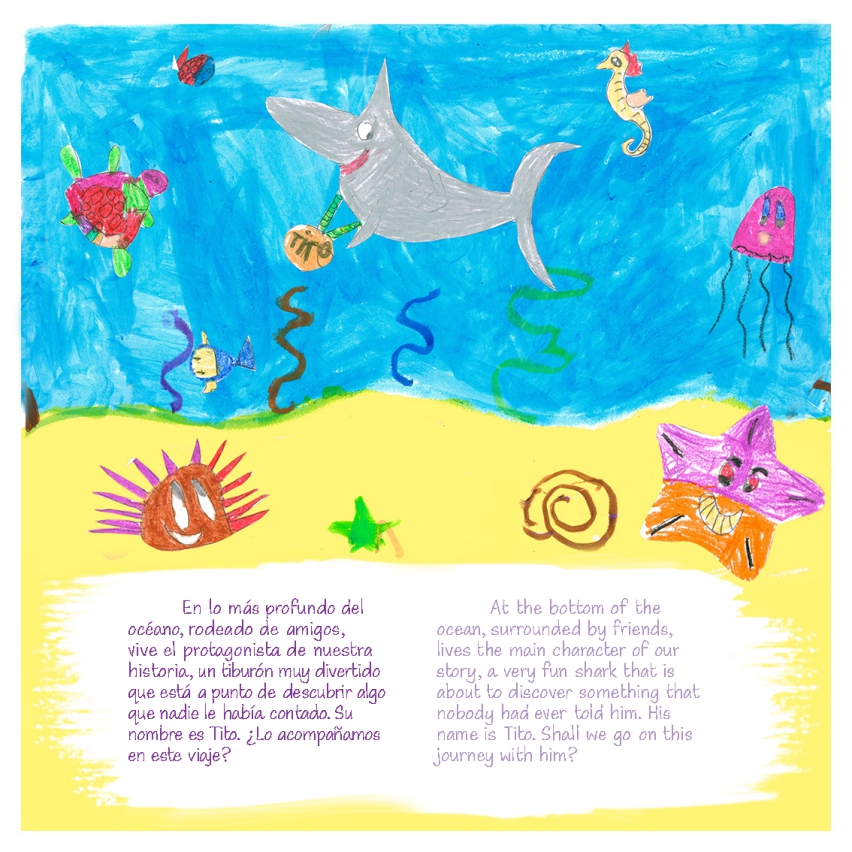 TITO
En lo más profundo del
océano, rodeado de amigos,
vive el protagonista de nuestra
historia, un tiburón muy divertido
que está a punto de descubrir algo
que nadie le había contado. Su
nombre es Tito. ¿Lo acompañamos
en este viaje?
At the bottom of the
ocean, surrounded by friends,
lives the main character of our
story, a very fun shark that is
about to discover something that
nobody had ever told him. His
name is Tito. Shall we go on this
journey with him?